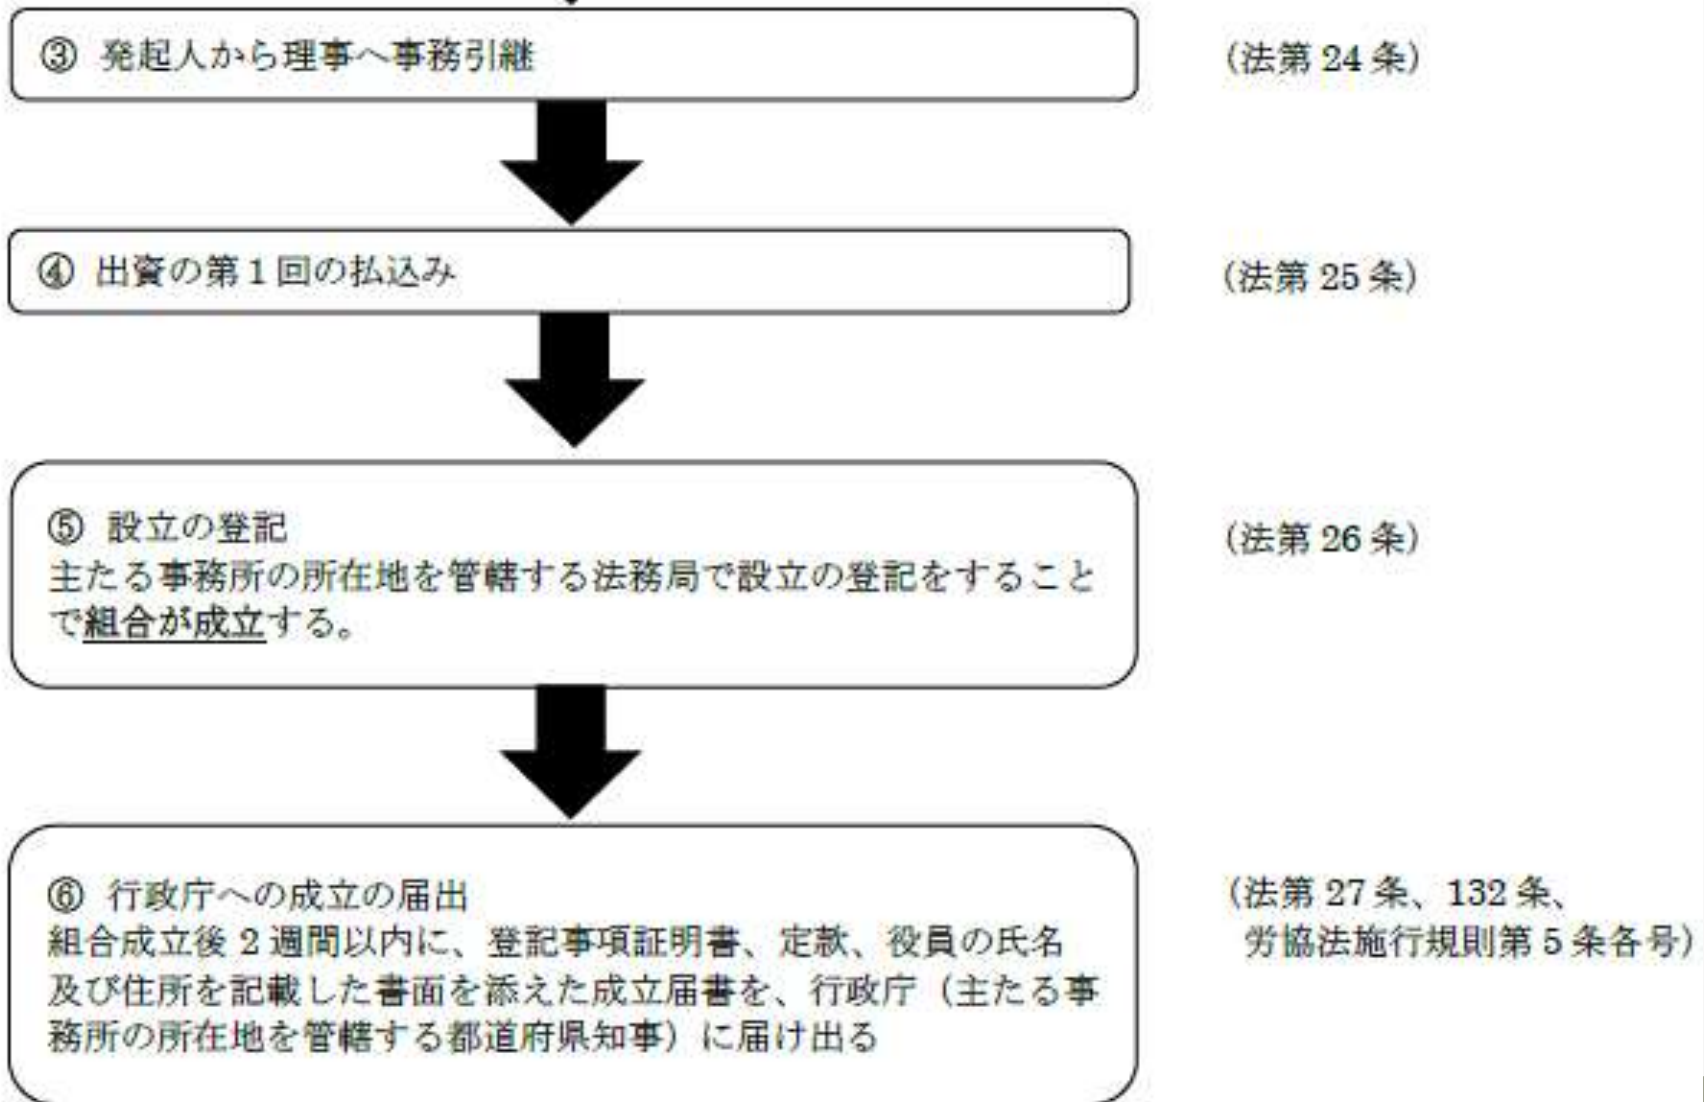 ③ 発起人から理事へ事務引継
(法第 24 条)
④ 出資の第1回の払込み
(法第 25 条)
⑤ 設立の登記
主たる事務所の所在地を管轄する法務局で設立の登記をすること
で組合が成立する。
(法第 26 条)
⑥ 行政庁への成立の届出
組合成立後 2 週間以内に、登記事項証明書、定款、役員の氏名
及び住所を記載した書面を添えた成立届書を、行政庁（主たる事
務所の所在地を管轄する都道府県知事）に届け出る
(法第 27 条、132 条、
労協法施行規則第 5 条各号)